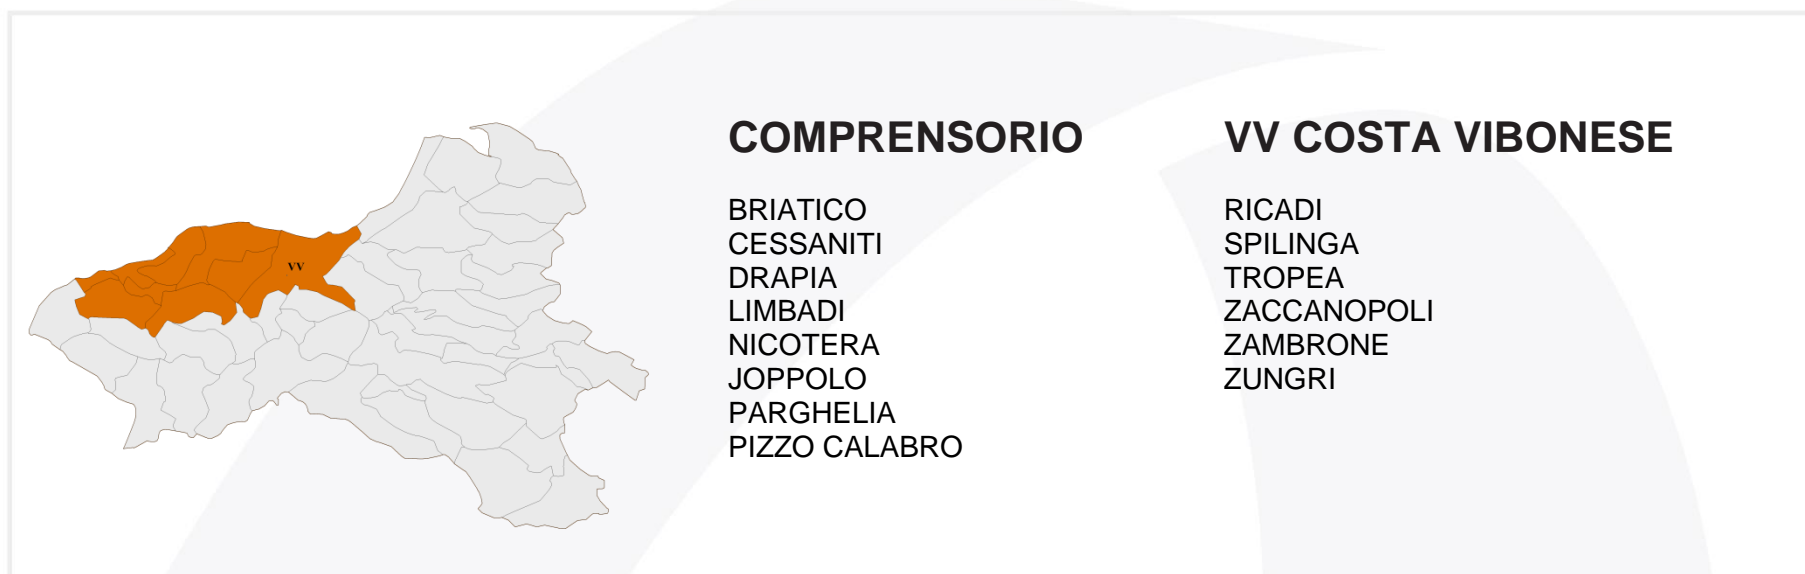 COMPRENSORIO
VV COSTA VIBONESE
BRIATICO
CESSANITI
DRAPIA
LIMBADI
NICOTERA
JOPPOLO
PARGHELIA
PIZZO CALABRO
RICADI
SPILINGA
TROPEA
ZACCANOPOLI
ZAMBRONE
ZUNGRI
VV